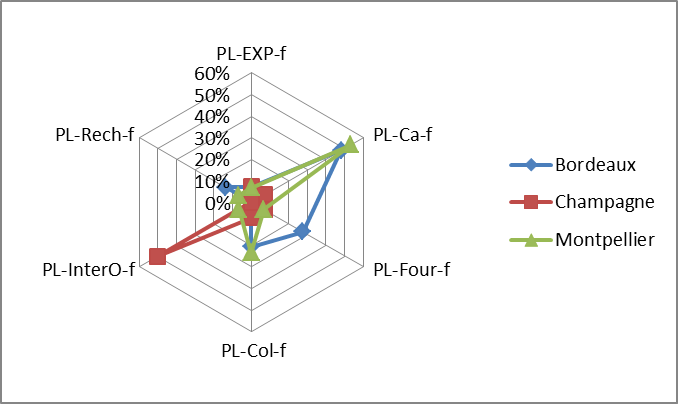 PL-EXP-f
60%
50%
40%
30%
20%
10%
0%
PL-Rech-f
PL-Ca-f
PL-InterO-f
PL-Four-f
PL-Col-f
Bordeaux
Champagne
Montpellier